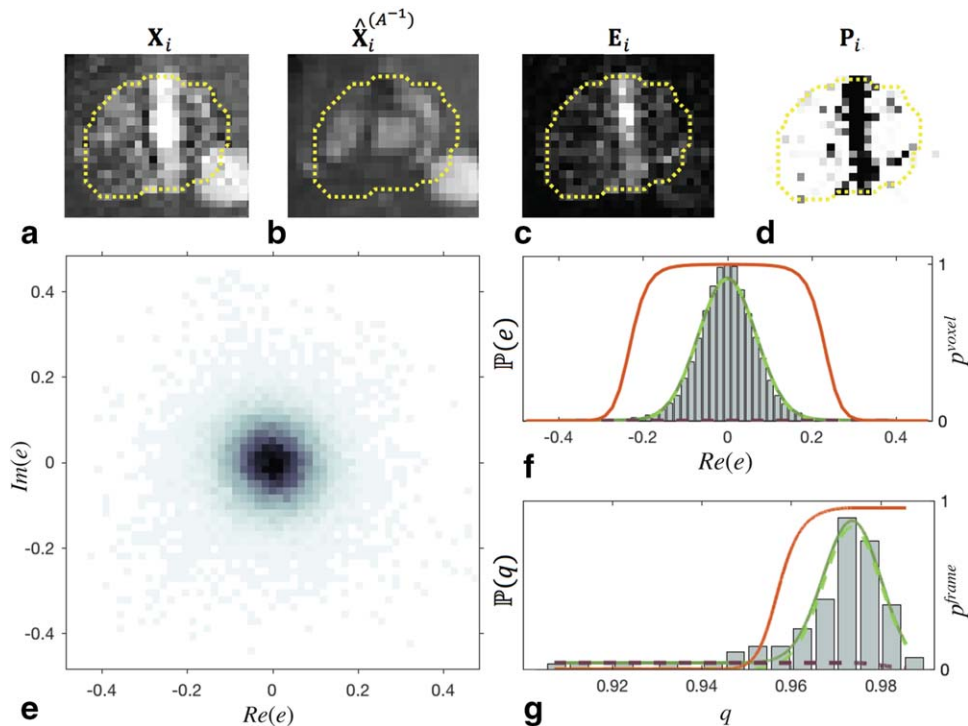 X_i
X̂_i^(A^-1)
E_i
P_i
a
b
c
d
0.4
0.2
0
-0.2
-0.4
Im(e)
-0.4 -0.2 0 0.2 0.4
Re(e)
e
ℙ(e)
1
0
p^voxel
-0.4 -0.2 0 0.2 0.4
Re(e)
f
ℙ(q)
1
0
p^frame
0.92 0.94 0.96 0.98
q
g